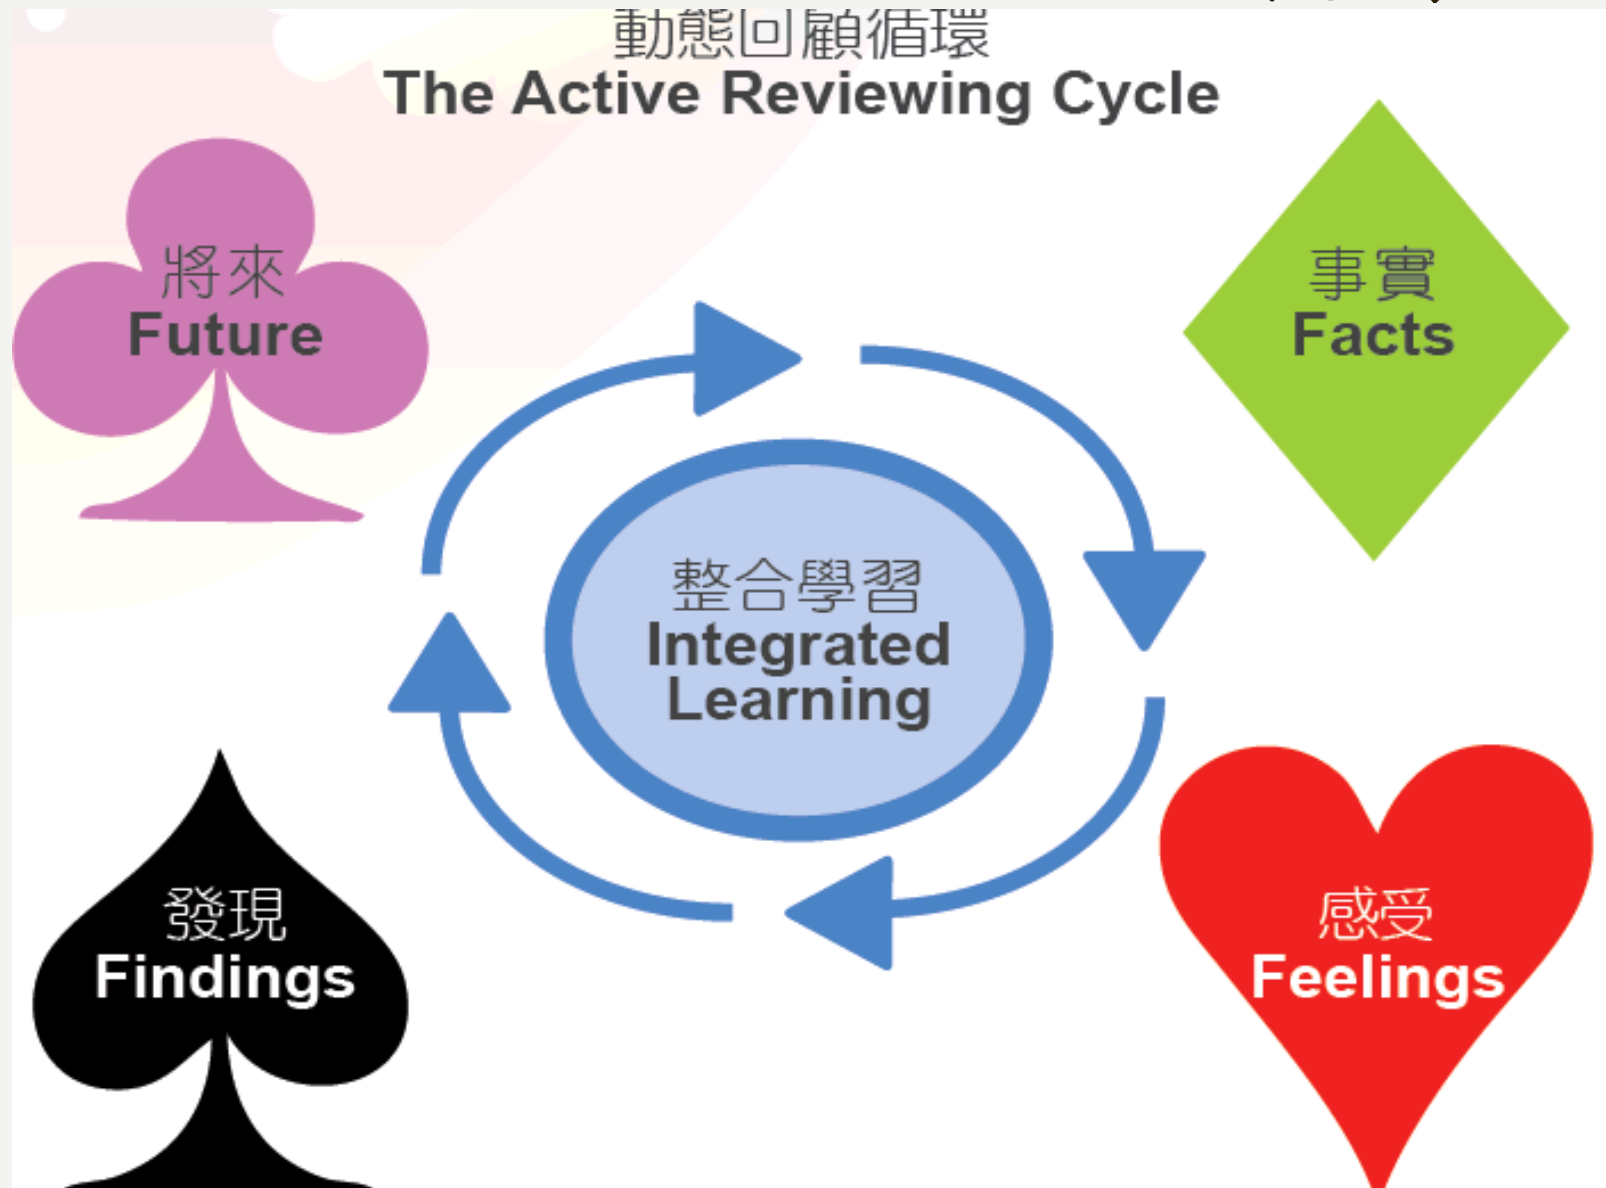 動態回顧循環
The Active Reviewing Cycle
將來
Future
事實
Facts
整合學習
Integrated
Learning
發現
Findings
感受
Feelings